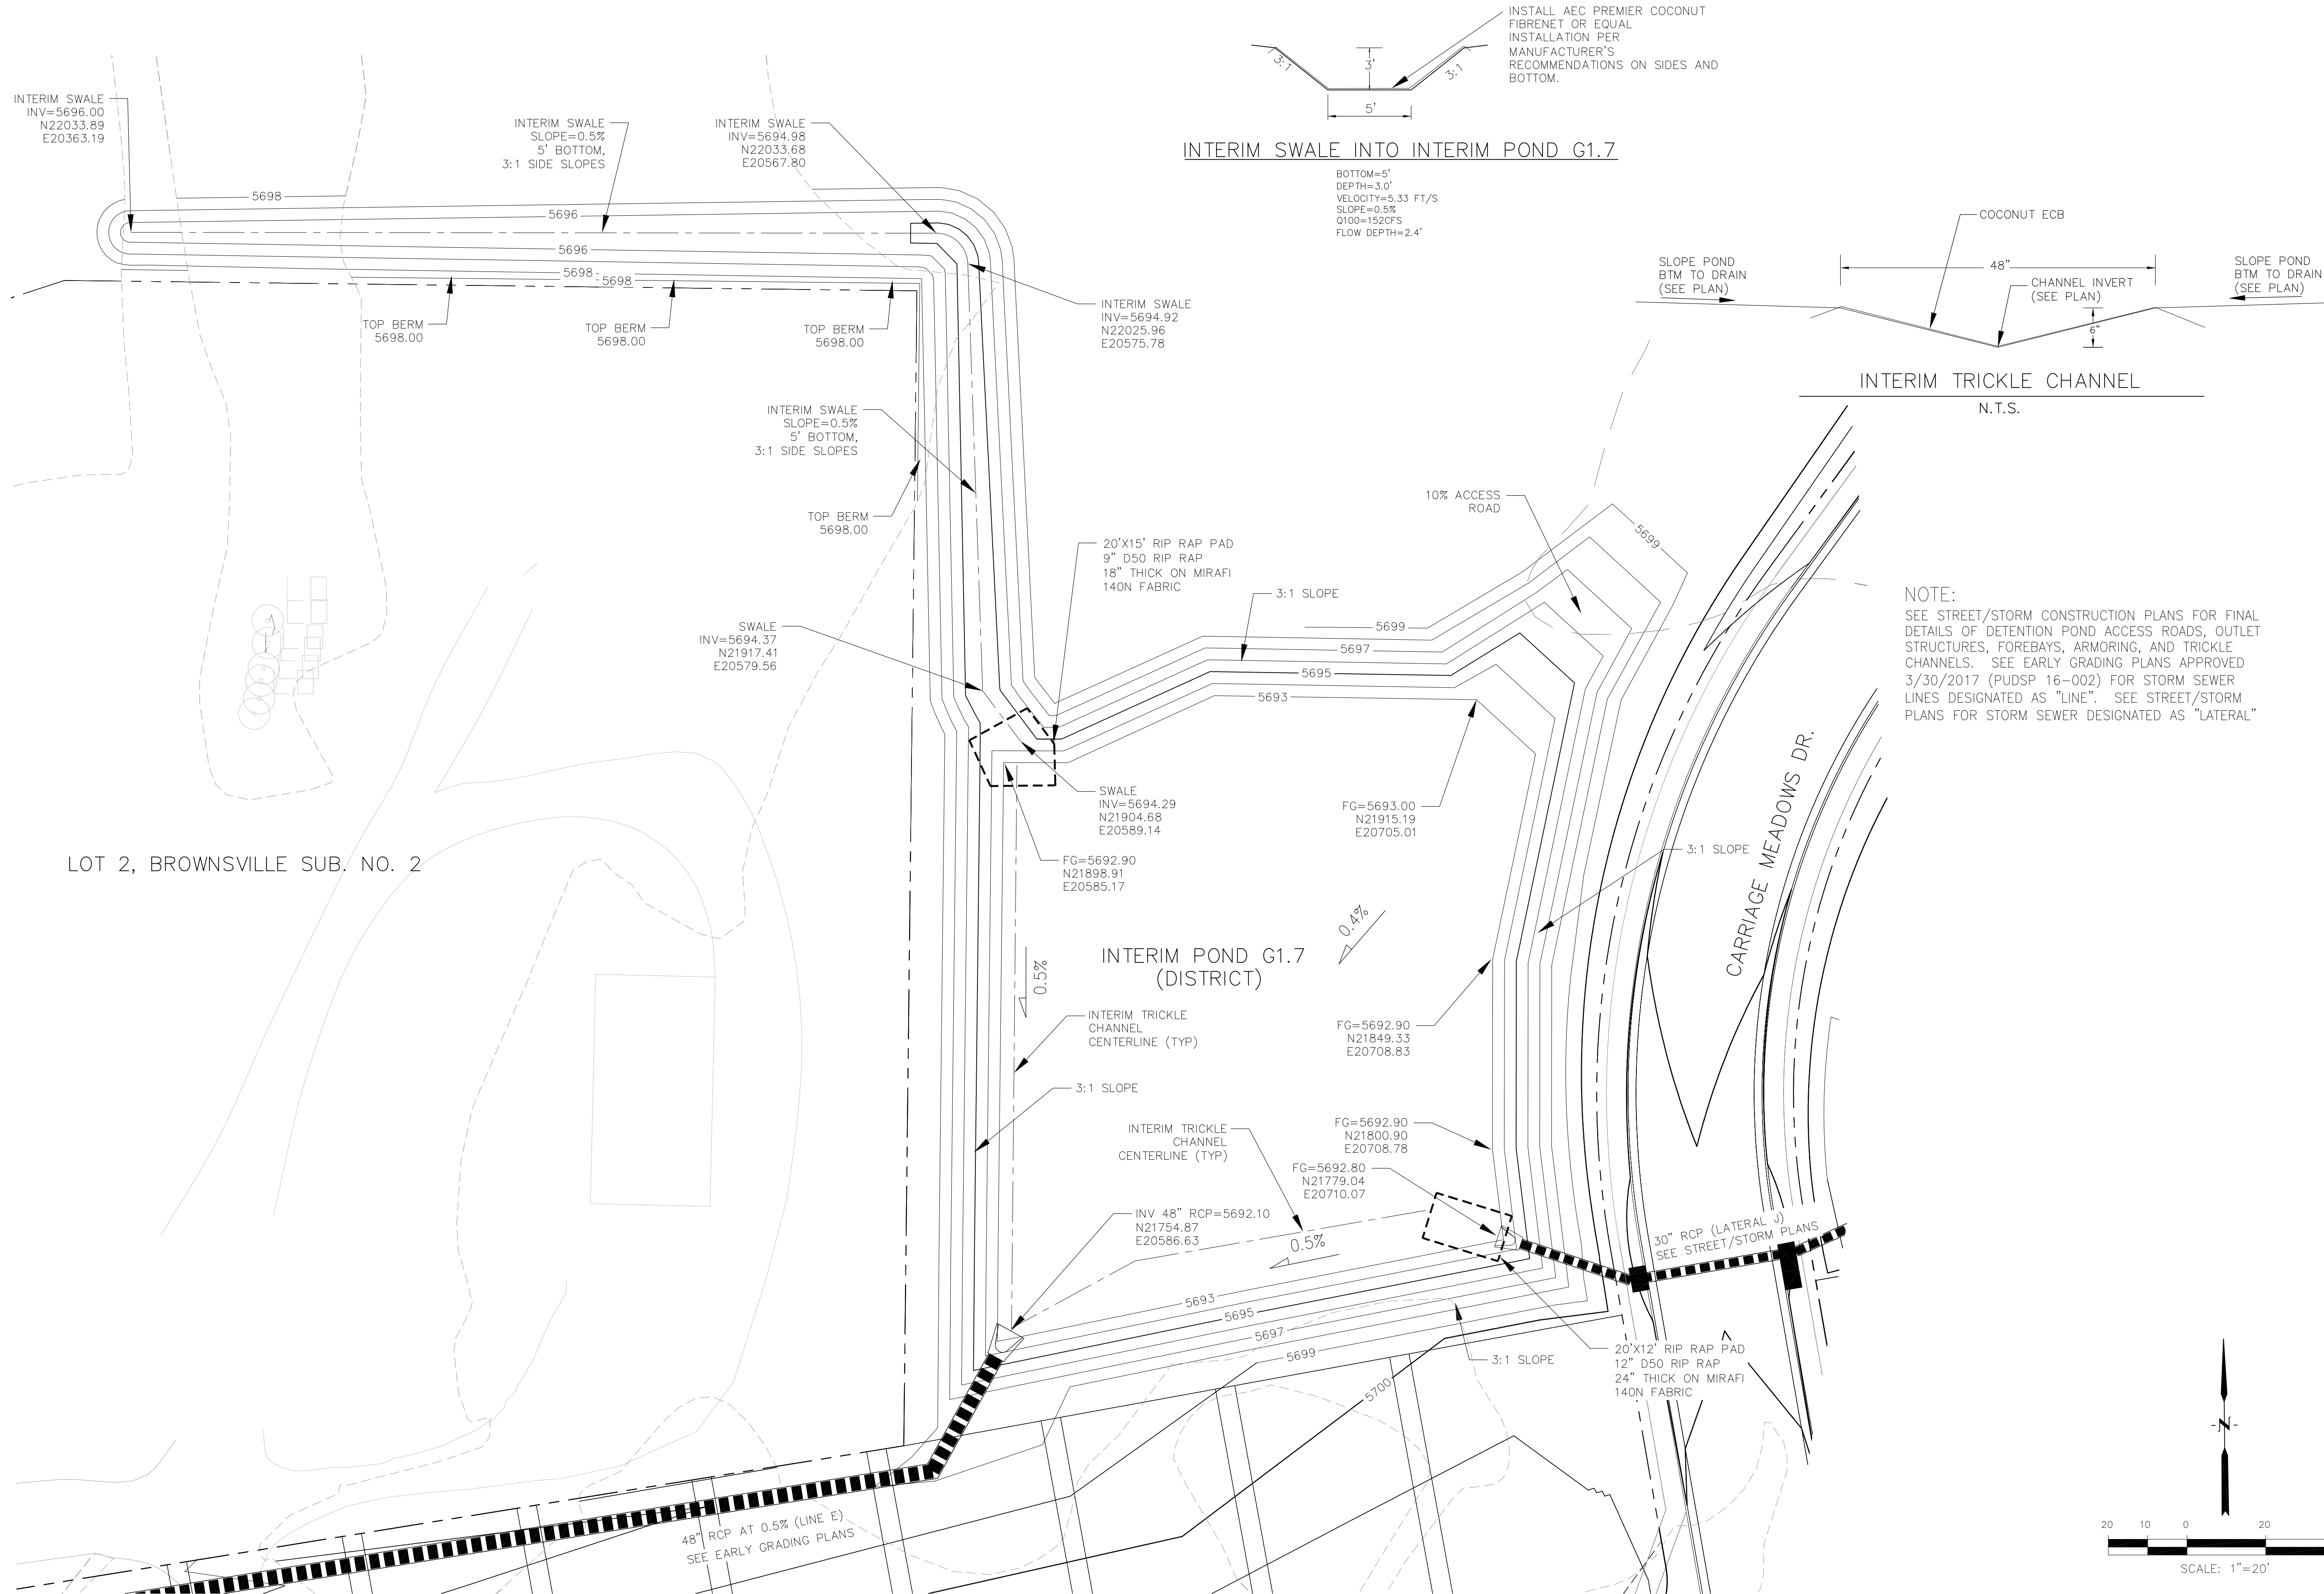 INSTALL AEC PREMIER COCONUT
FIBRENET OR EQUAL
INSTALLATION PER
MANUFACTURER'S
RECOMMENDATIONS ON SIDES AND
BOTTOM.
3:1
3'
3:1
5'
INTERIM SWALE INTO INTERIM POND G1.7
BOTTOM=5'
DEPTH=3.0'
VELOCITY=5.33 FT/S
SLOPE=0.5%
Q100=152CFS
FLOW DEPTH=2.4'
INTERIM SWALE
INV=5696.00
N22033.89
E20363.19
INTERIM SWALE
SLOPE=0.5%
5' BOTTOM,
3:1 SIDE SLOPES
INTERIM SWALE
INV=5694.98
N22033.68
E20567.80
5698
5696
5696
5698
5698
TOP BERM
5698.00
TOP BERM
5698.00
TOP BERM
5698.00
INTERIM SWALE
INV=5694.92
N22025.96
E20575.78
COCONUT ECB
SLOPE POND
BTM TO DRAIN
(SEE PLAN)
48"
CHANNEL INVERT
(SEE PLAN)
SLOPE POND
BTM TO DRAIN
(SEE PLAN)
6"
INTERIM TRICKLE CHANNEL
N.T.S.
INTERIM SWALE
SLOPE=0.5%
5' BOTTOM,
3:1 SIDE SLOPES
TOP BERM
5698.00
10% ACCESS
ROAD
5699
20'X15' RIP RAP PAD
9" D50 RIP RAP
18" THICK ON MIRAFI
140N FABRIC
3:1 SLOPE
5699
5697
5695
5693
SWALE
INV=5694.37
N21917.41
E20579.56
NOTE:
SEE STREET/STORM CONSTRUCTION PLANS FOR FINAL
DETAILS OF DETENTION POND ACCESS ROADS, OUTLET
STRUCTURES, FOREBAYS, ARMORING, AND TRICKLE
CHANNELS.  SEE EARLY GRADING PLANS APPROVED
3/30/2017 (PUDSP 16-002) FOR STORM SEWER
LINES DESIGNATED AS "LINE".  SEE STREET/STORM
PLANS FOR STORM SEWER DESIGNATED AS "LATERAL"
SWALE
INV=5694.29
N21904.68
E20589.14
FG=5693.00
N21915.19
E20705.01
FG=5692.90
N21898.91
E20585.17
3:1 SLOPE
CARRIAGE MEADOWS DR.
LOT 2, BROWNSVILLE SUB. NO. 2
0.4%
INTERIM POND G1.7
(DISTRICT)
0.5%
INTERIM TRICKLE
CHANNEL
CENTERLINE (TYP)
FG=5692.90
N21849.33
E20708.83
3:1 SLOPE
INTERIM TRICKLE
CHANNEL
CENTERLINE (TYP)
FG=5692.90
N21800.90
E20708.78
FG=5692.80
N21779.04
E20710.07
INV 48" RCP=5692.10
N21754.87
E20586.63
0.5%
30" RCP (LATERAL J)
SEE STREET/STORM PLANS
5693
5695
5697
5699
5700
3:1 SLOPE
20'X12' RIP RAP PAD
12" D50 RIP RAP
24" THICK ON MIRAFI
140N FABRIC
48" RCP AT 0.5% (LINE E)
SEE EARLY GRADING PLANS
N
20 10 0 20
SCALE: 1"=20'